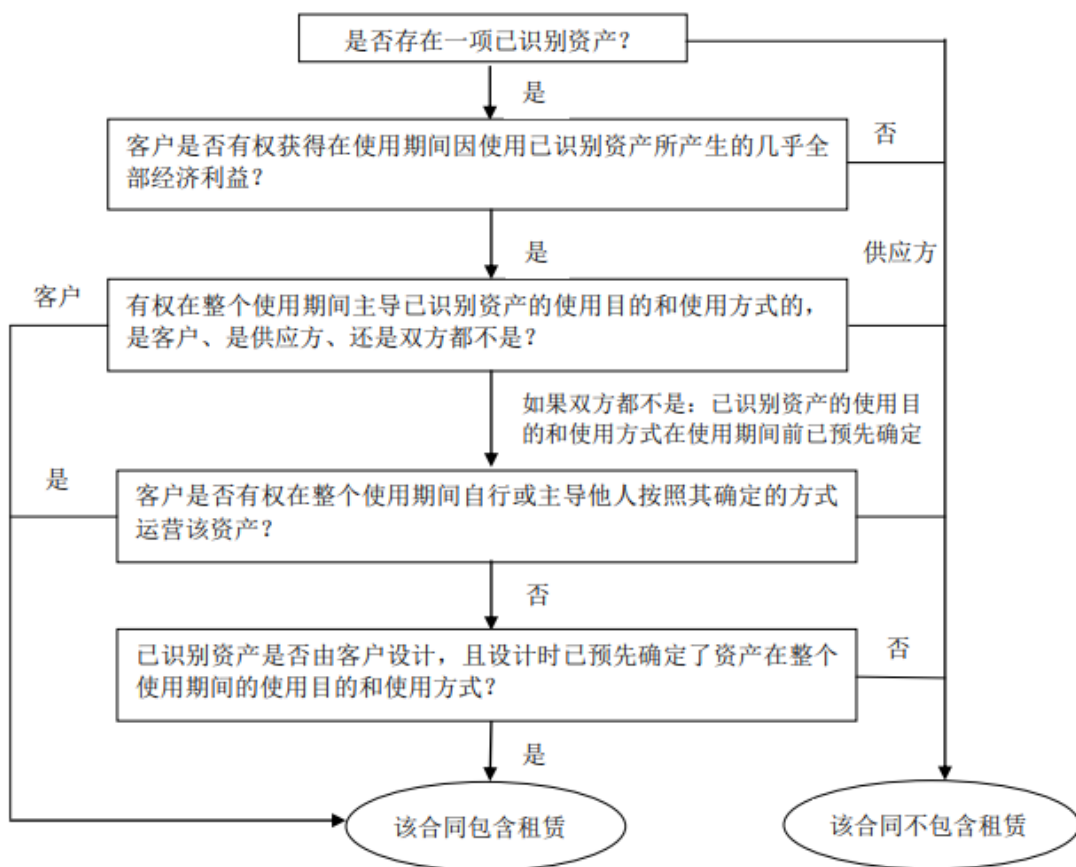 是否存在一项已识别资产？
是
客户是否有权获得在使用期间因使用已识别资产所产生的几乎全
部经济利益？
否
是
供应方
客户
有权在整个使用期间主导已识别资产的使用目的和使用方式的，
是客户、是供应方、还是双方都不是？
如果双方都不是：已识别资产的使用目
的和使用方式在使用期间前已预先确定
是
客户是否有权在整个使用期间自行或主导他人按照其确定的方式
运营该资产？
否
已识别资产是否由客户设计，且设计时已预先确定了资产在整个
使用期间的使用目的和使用方式？
否
是
该合同包含租赁
该合同不包含租赁